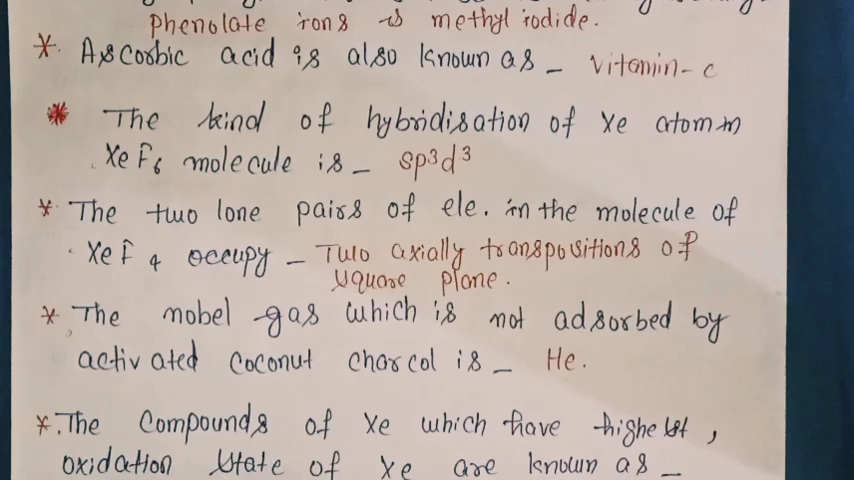 phenolate ions is methyl iodide.
* Ascorbic acid is also known as - vitamin-c
* The kind of hybridisation of Xe atom in
XeF6 molecule is - sp³d³
* The two lone pairs of ele. in the molecule of
XeF4 occupy - Two axially transpositions of
square plane.
* The nobel gas which is not adsorbed by
activated coconut charcol is - He.
*. The compounds of Xe which have highest,
oxidation state of Xe are known as -